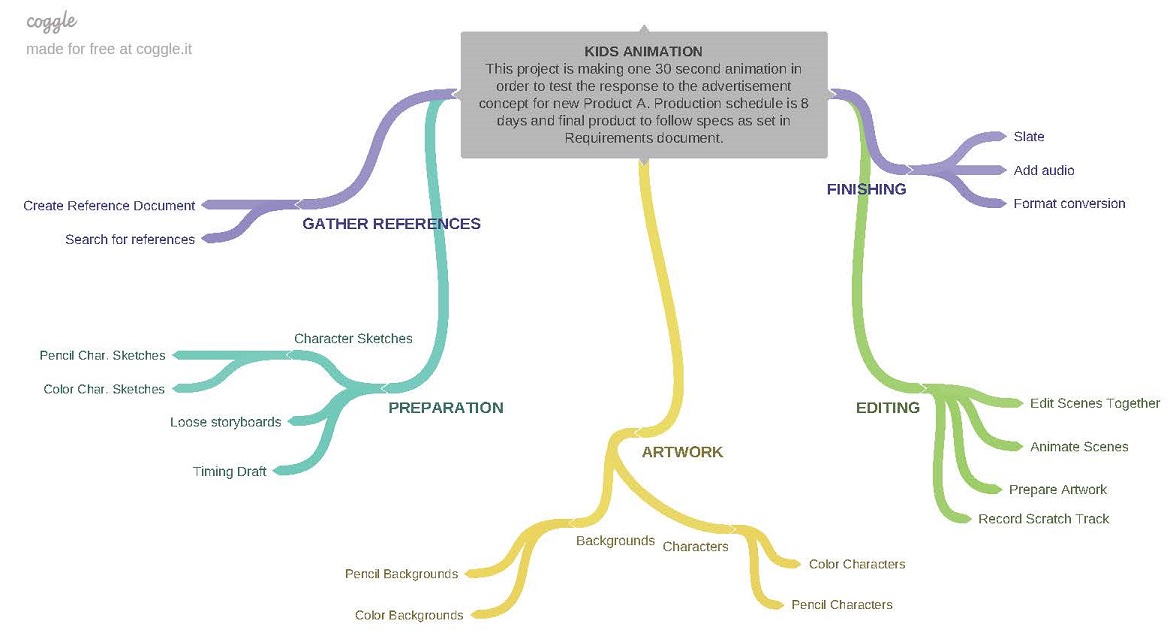 coggle
made for free at coggle.it
KIDS ANIMATION
This project is making one 30 second animation in
order to test the response to the advertisement
concept for new Product A. Production schedule is 8
days and final product to follow specs as set in
Requirements document.
GATHER REFERENCES
Create Reference Document
Search for references
PREPARATION
Character Sketches
Pencil Char. Sketches
Color Char. Sketches
Loose storyboards
Timing Draft
ARTWORK
Backgrounds
Pencil Backgrounds
Color Backgrounds
Characters
Color Characters
Pencil Characters
FINISHING
Slate
Add audio
Format conversion
EDITING
Edit Scenes Together
Animate Scenes
Prepare Artwork
Record Scratch Track